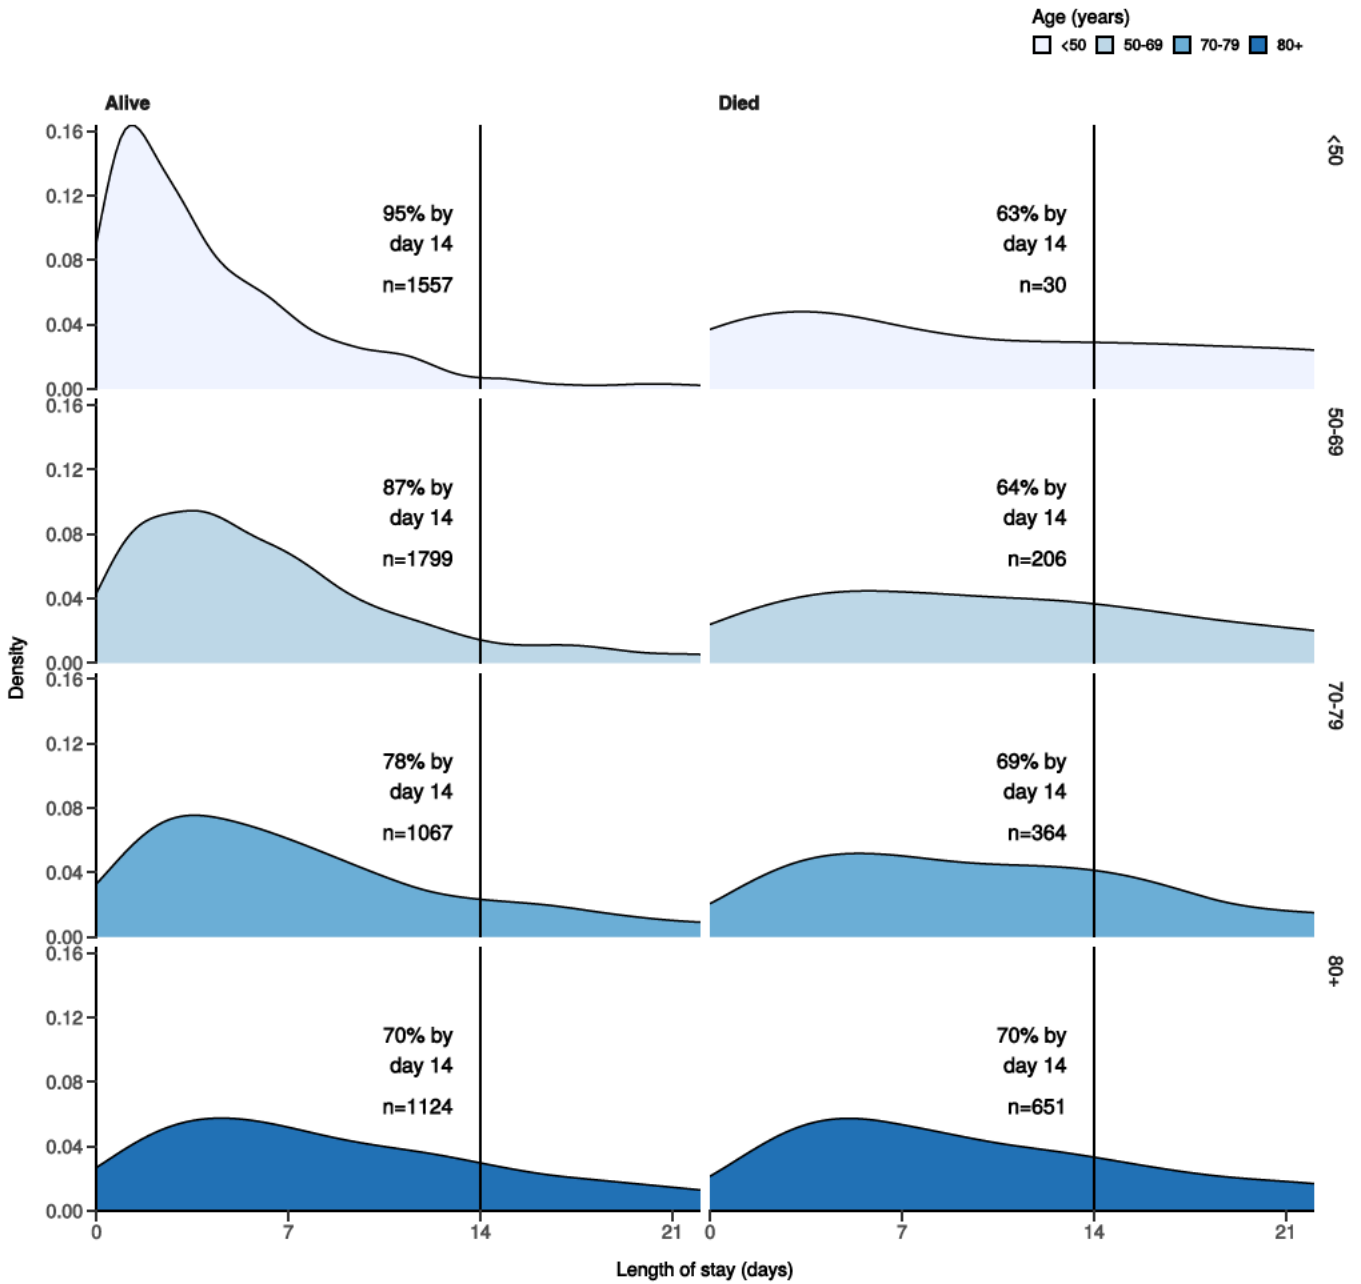 Age (years)
<50 50-69 70-79 80+
Alive Died
0.16
0.12
0.08
0.04
0.00
95% by
day 14
n=1557
63% by
day 14
n=30
<50
0.16
0.12
0.08
0.04
0.00
87% by
day 14
n=1799
64% by
day 14
n=206
50-69
Density
0.16
0.12
0.08
0.04
0.00
78% by
day 14
n=1067
69% by
day 14
n=364
70-79
0.16
0.12
0.08
0.04
0.00
70% by
day 14
n=1124
70% by
day 14
n=651
80+
0 7 14 21 0 7 14 21
Length of stay (days)